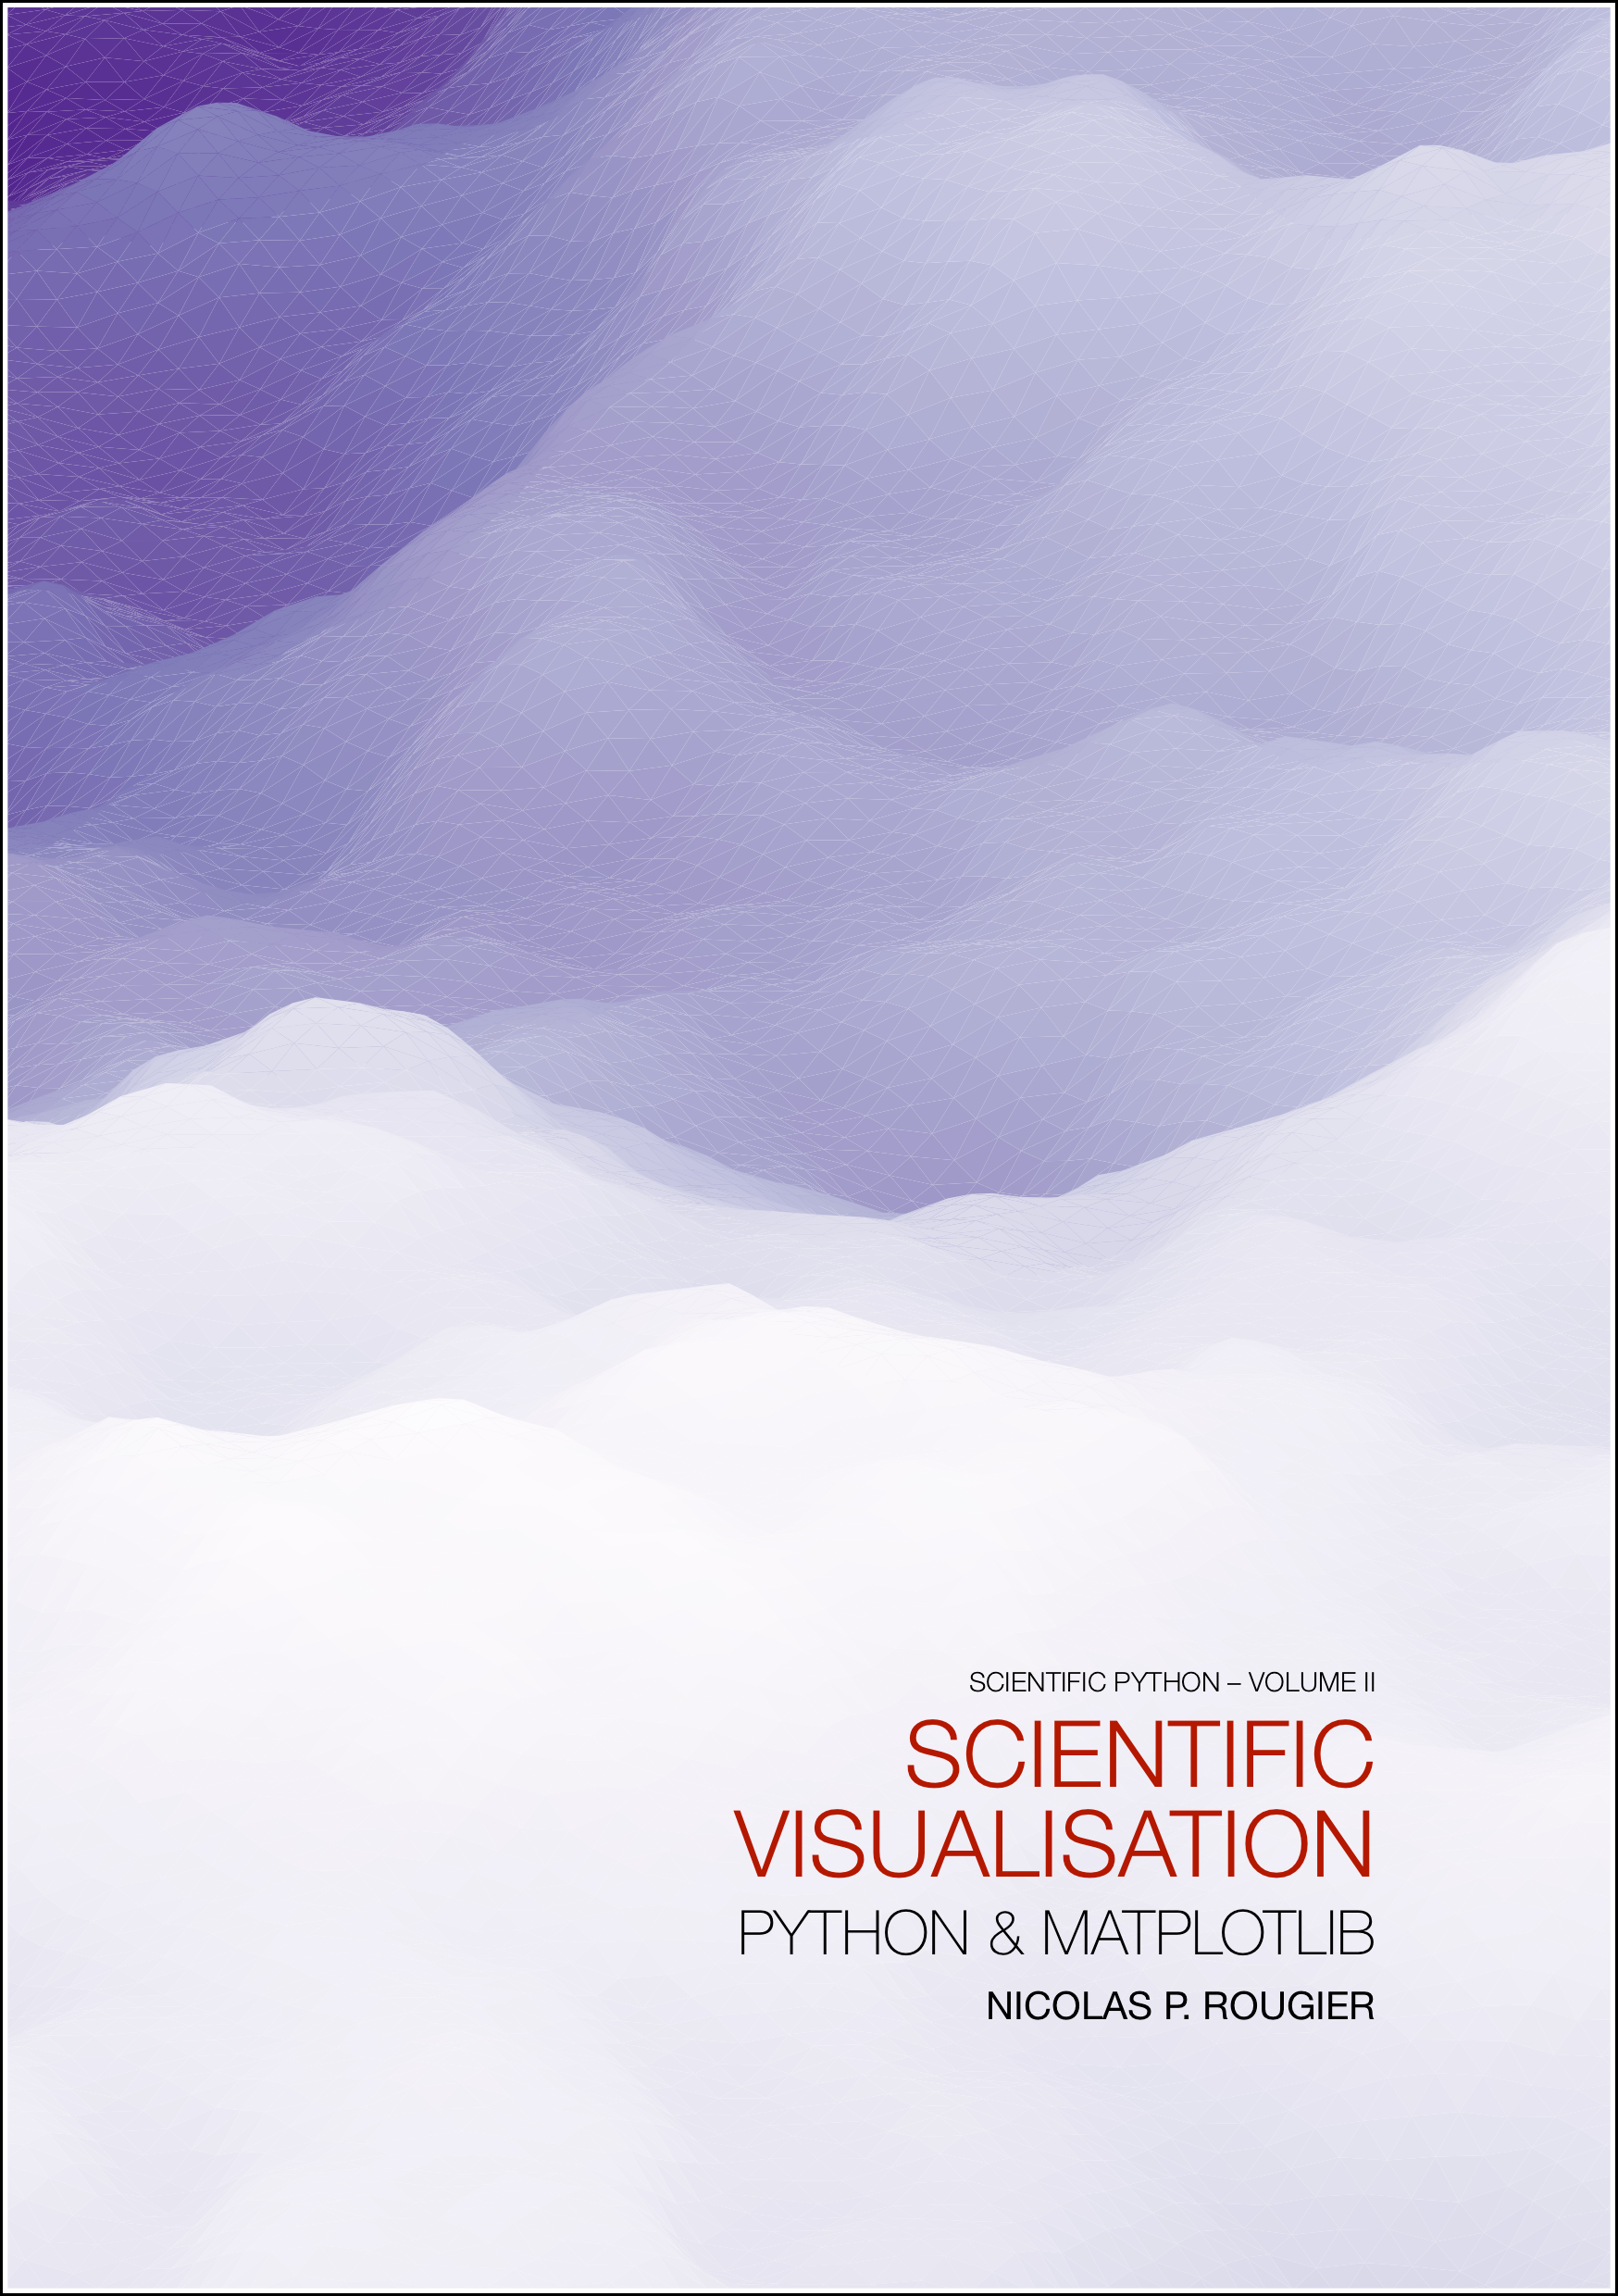 SCIENTIFIC PYTHON – VOLUME II
SCIENTIFIC
VISUALISATION
PYTHON & MATPLOTLIB
NICOLAS P. ROUGIER